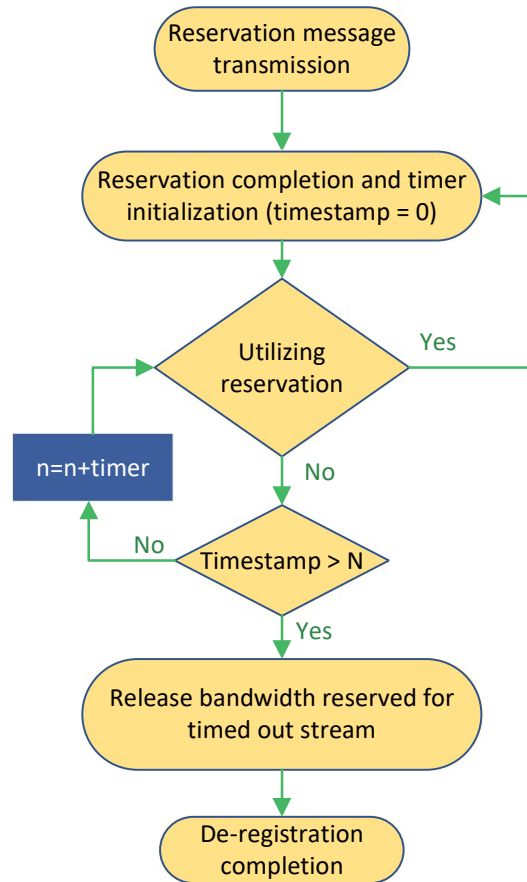 Reservation message
transmission
Reservation completion and timer
initialization (timestamp = 0)
Utilizing
reservation
Yes
n=n+timer
No
No
Timestamp > N
Yes
Release bandwidth reserved for
timed out stream
De-registration
completion